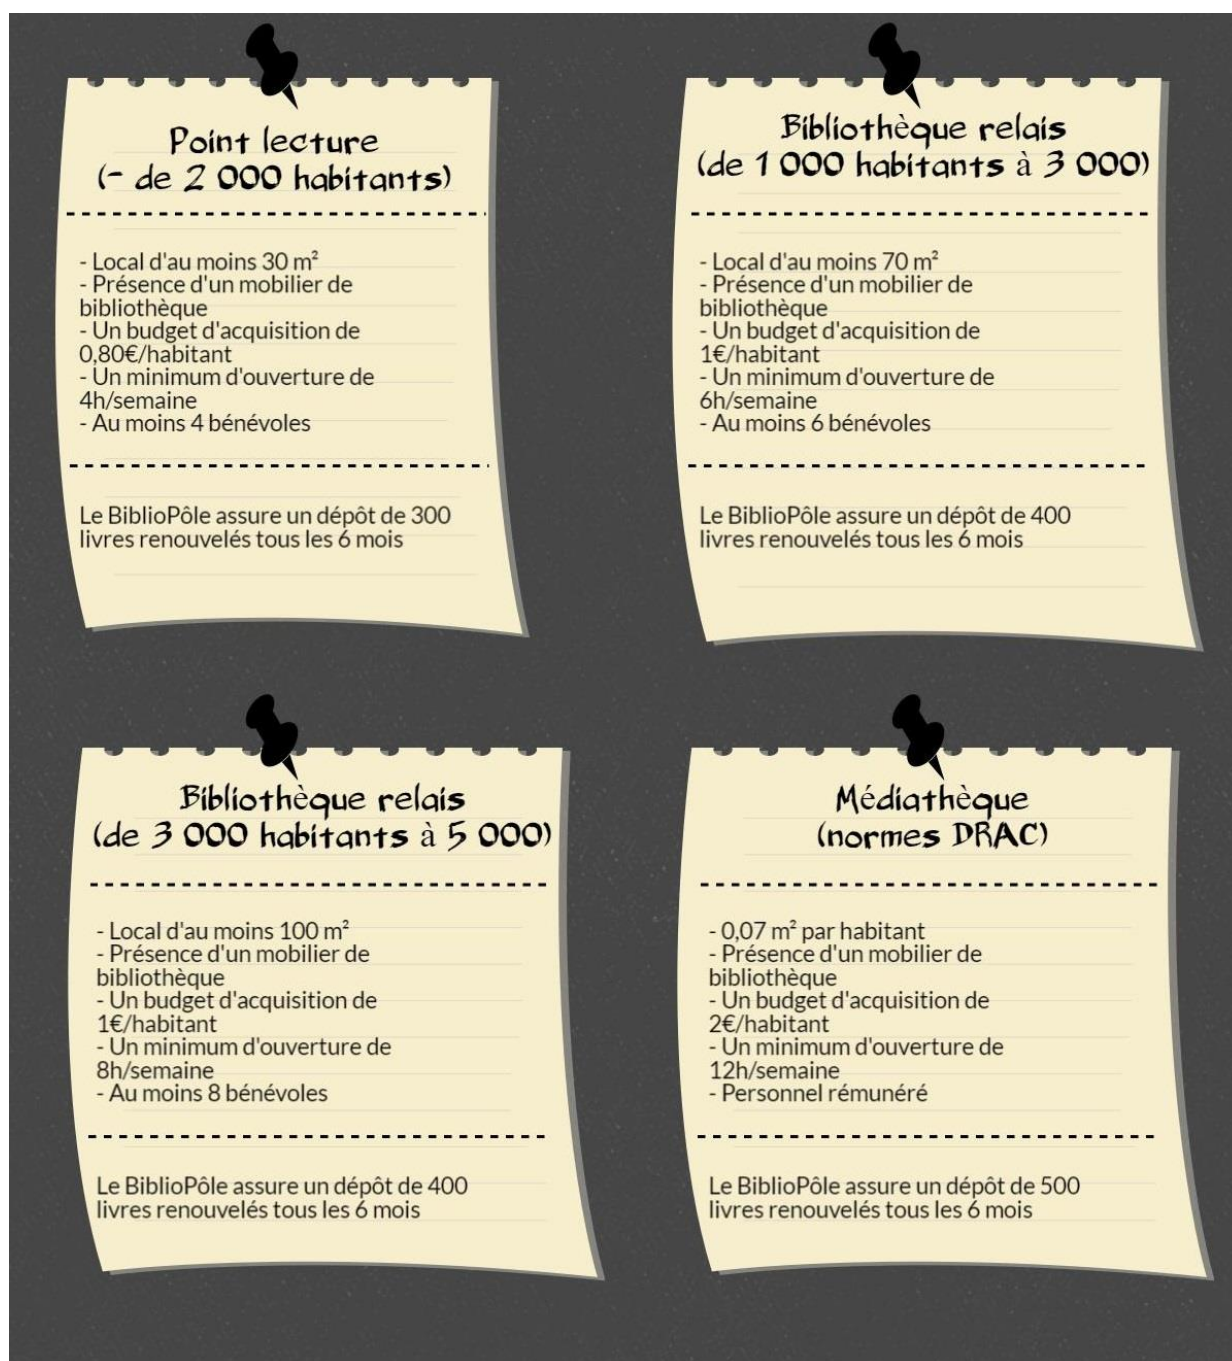 Point lecture
(- de 2 000 habitants)
- Local d'au moins 30 m²
- Présence d'un mobilier de
bibliothèque
- Un budget d'acquisition de
0,80€/habitant
- Un minimum d'ouverture de
4h/semaine
- Au moins 4 bénévoles
Le BiblioPôle assure un dépôt de 300
livres renouvelés tous les 6 mois
Bibliothèque relais
(de 1 000 habitants à 3 000)
- Local d'au moins 70 m²
- Présence d'un mobilier de
bibliothèque
- Un budget d'acquisition de
1€/habitant
- Un minimum d'ouverture de
6h/semaine
- Au moins 6 bénévoles
Le BiblioPôle assure un dépôt de 400
livres renouvelés tous les 6 mois
Bibliothèque relais
(de 3 000 habitants à 5 000)
- Local d'au moins 100 m²
- Présence d'un mobilier de
bibliothèque
- Un budget d'acquisition de
1€/habitant
- Un minimum d'ouverture de
8h/semaine
- Au moins 8 bénévoles
Le BiblioPôle assure un dépôt de 400
livres renouvelés tous les 6 mois
Médiathèque
(normes DRAC)
- 0,07 m² par habitant
- Présence d'un mobilier de
bibliothèque
- Un budget d'acquisition de
2€/habitant
- Un minimum d'ouverture de
12h/semaine
- Personnel rémunéré
Le BiblioPôle assure un dépôt de 500
livres renouvelés tous les 6 mois